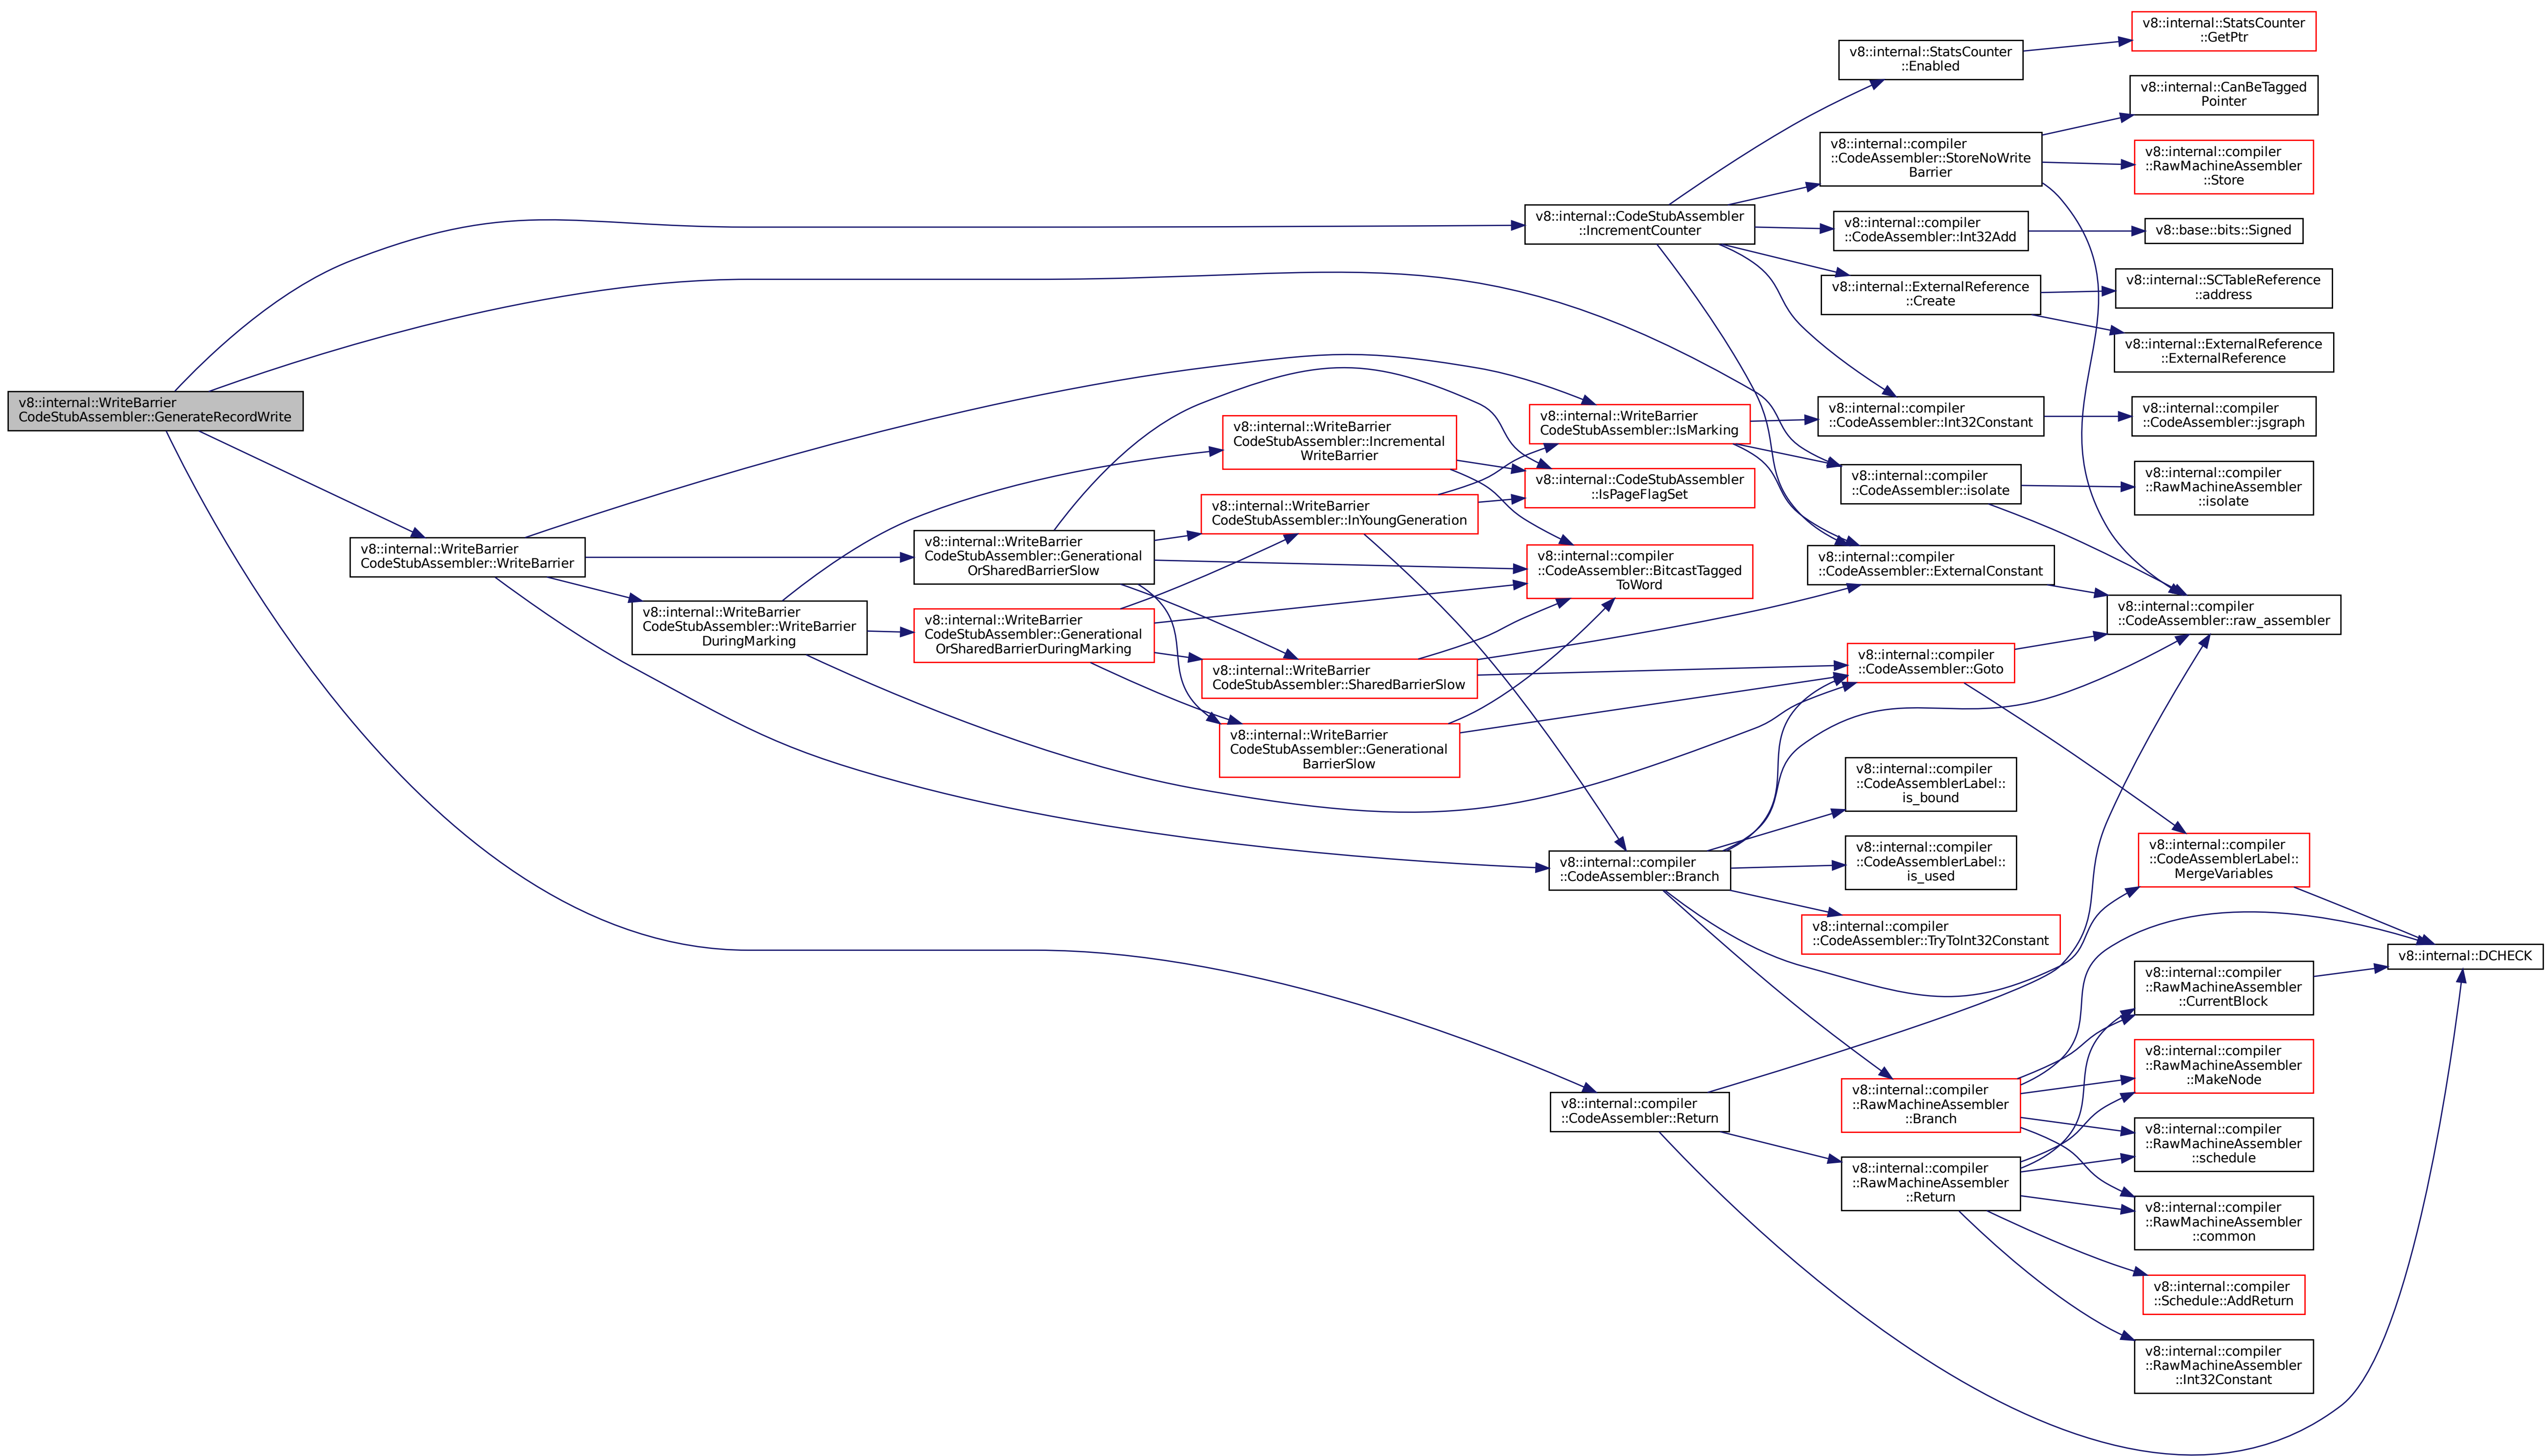 v8::internal::WriteBarrier
CodeStubAssembler::GenerateRecordWrite
v8::internal::WriteBarrier
CodeStubAssembler::WriteBarrier
v8::internal::WriteBarrier
CodeStubAssembler::WriteBarrier
DuringMarking
v8::internal::WriteBarrier
CodeStubAssembler::Generational
OrSharedBarrierSlow
v8::internal::WriteBarrier
CodeStubAssembler::Generational
OrSharedBarrierDuringMarking
v8::internal::WriteBarrier
CodeStubAssembler::Incremental
WriteBarrier
v8::internal::WriteBarrier
CodeStubAssembler::InYoungGeneration
v8::internal::WriteBarrier
CodeStubAssembler::SharedBarrierSlow
v8::internal::WriteBarrier
CodeStubAssembler::Generational
BarrierSlow
v8::internal::CodeStubAssembler
::IncrementCounter
v8::internal::WriteBarrier
CodeStubAssembler::IsMarking
v8::internal::CodeStubAssembler
::IsPageFlagSet
v8::internal::compiler
::CodeAssembler::BitcastTagged
ToWord
v8::internal::compiler
::CodeAssembler::Branch
v8::internal::compiler
::CodeAssembler::Return
v8::internal::StatsCounter
::Enabled
v8::internal::compiler
::CodeAssembler::StoreNoWrite
Barrier
v8::internal::compiler
::CodeAssembler::Int32Add
v8::internal::ExternalReference
::Create
v8::internal::compiler
::CodeAssembler::Int32Constant
v8::internal::compiler
::CodeAssembler::isolate
v8::internal::compiler
::CodeAssembler::ExternalConstant
v8::internal::compiler
::CodeAssembler::Goto
v8::internal::compiler
::CodeAssemblerLabel::
is_bound
v8::internal::compiler
::CodeAssemblerLabel::
is_used
v8::internal::compiler
::CodeAssembler::TryToInt32Constant
v8::internal::compiler
::RawMachineAssembler
::Branch
v8::internal::compiler
::RawMachineAssembler
::Return
v8::internal::StatsCounter
::GetPtr
v8::internal::CanBeTagged
Pointer
v8::internal::compiler
::RawMachineAssembler
::Store
v8::base::bits::Signed
v8::internal::SCTableReference
::address
v8::internal::ExternalReference
::ExternalReference
v8::internal::compiler
::CodeAssembler::jsgraph
v8::internal::compiler
::RawMachineAssembler
::isolate
v8::internal::compiler
::CodeAssembler::raw_assembler
v8::internal::compiler
::CodeAssemblerLabel::
MergeVariables
v8::internal::compiler
::RawMachineAssembler
::CurrentBlock
v8::internal::compiler
::RawMachineAssembler
::MakeNode
v8::internal::compiler
::RawMachineAssembler
::schedule
v8::internal::compiler
::RawMachineAssembler
::common
v8::internal::compiler
::Schedule::AddReturn
v8::internal::compiler
::RawMachineAssembler
::Int32Constant
v8::internal::DCHECK